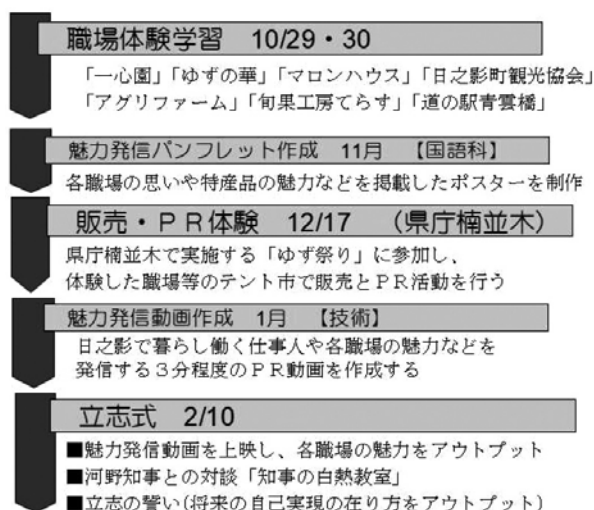 職場体験学習　10/29・30
「一心園」「ゆずの華」「マロンハウス」「日之影町観光協会」
「アグリファーム」「旬果工房てらす」「道の駅青雲橋」
魅力発信パンフレット作成　11月　【国語科】
各職場の思いや特産品の魅力などを掲載したポスターを制作
販売・ＰＲ体験　12/17　（県庁楠並木）
県庁楠並木で実施する「ゆず祭り」に参加し、
体験した職場等のテント市で販売とＰＲ活動を行う
魅力発信動画作成　1月　【技術】
日之影で暮らし働く仕事人や各職場の魅力などを
発信する３分程度のＰＲ動画を作成する
立志式　2/10
■魅力発信動画を上映し、各職場の魅力をアウトプット
■河野知事との対談「知事の白熱教室」
■立志の誓い(将来の自己実現の在り方をアウトプット)